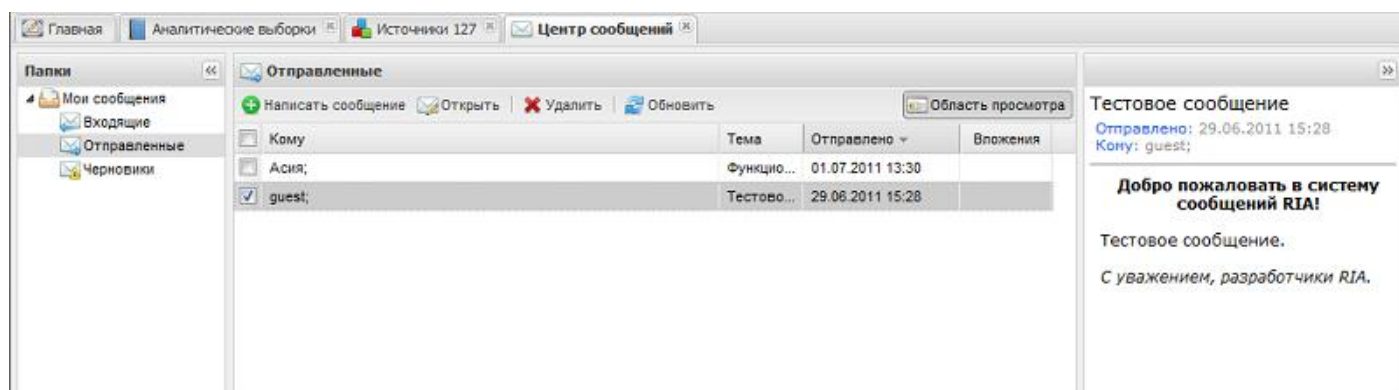 Главная Аналитические выборки Источники 127 Центр сообщений
Папки
Мои сообщения
Входящие
Отправленные
Черновики
Отправленные
Написать сообщение Открыть Удалить Обновить Область просмотра
Кому Тема Отправлено Вложения
Асия; Функцио... 01.07.2011 13:30
guest; Тестово... 29.06.2011 15:28
Тестовое сообщение
Отправлено: 29.06.2011 15:28
Кому: guest;
Добро пожаловать в систему
сообщений RIA!
Тестовое сообщение.
С уважением, разработчики RIA.